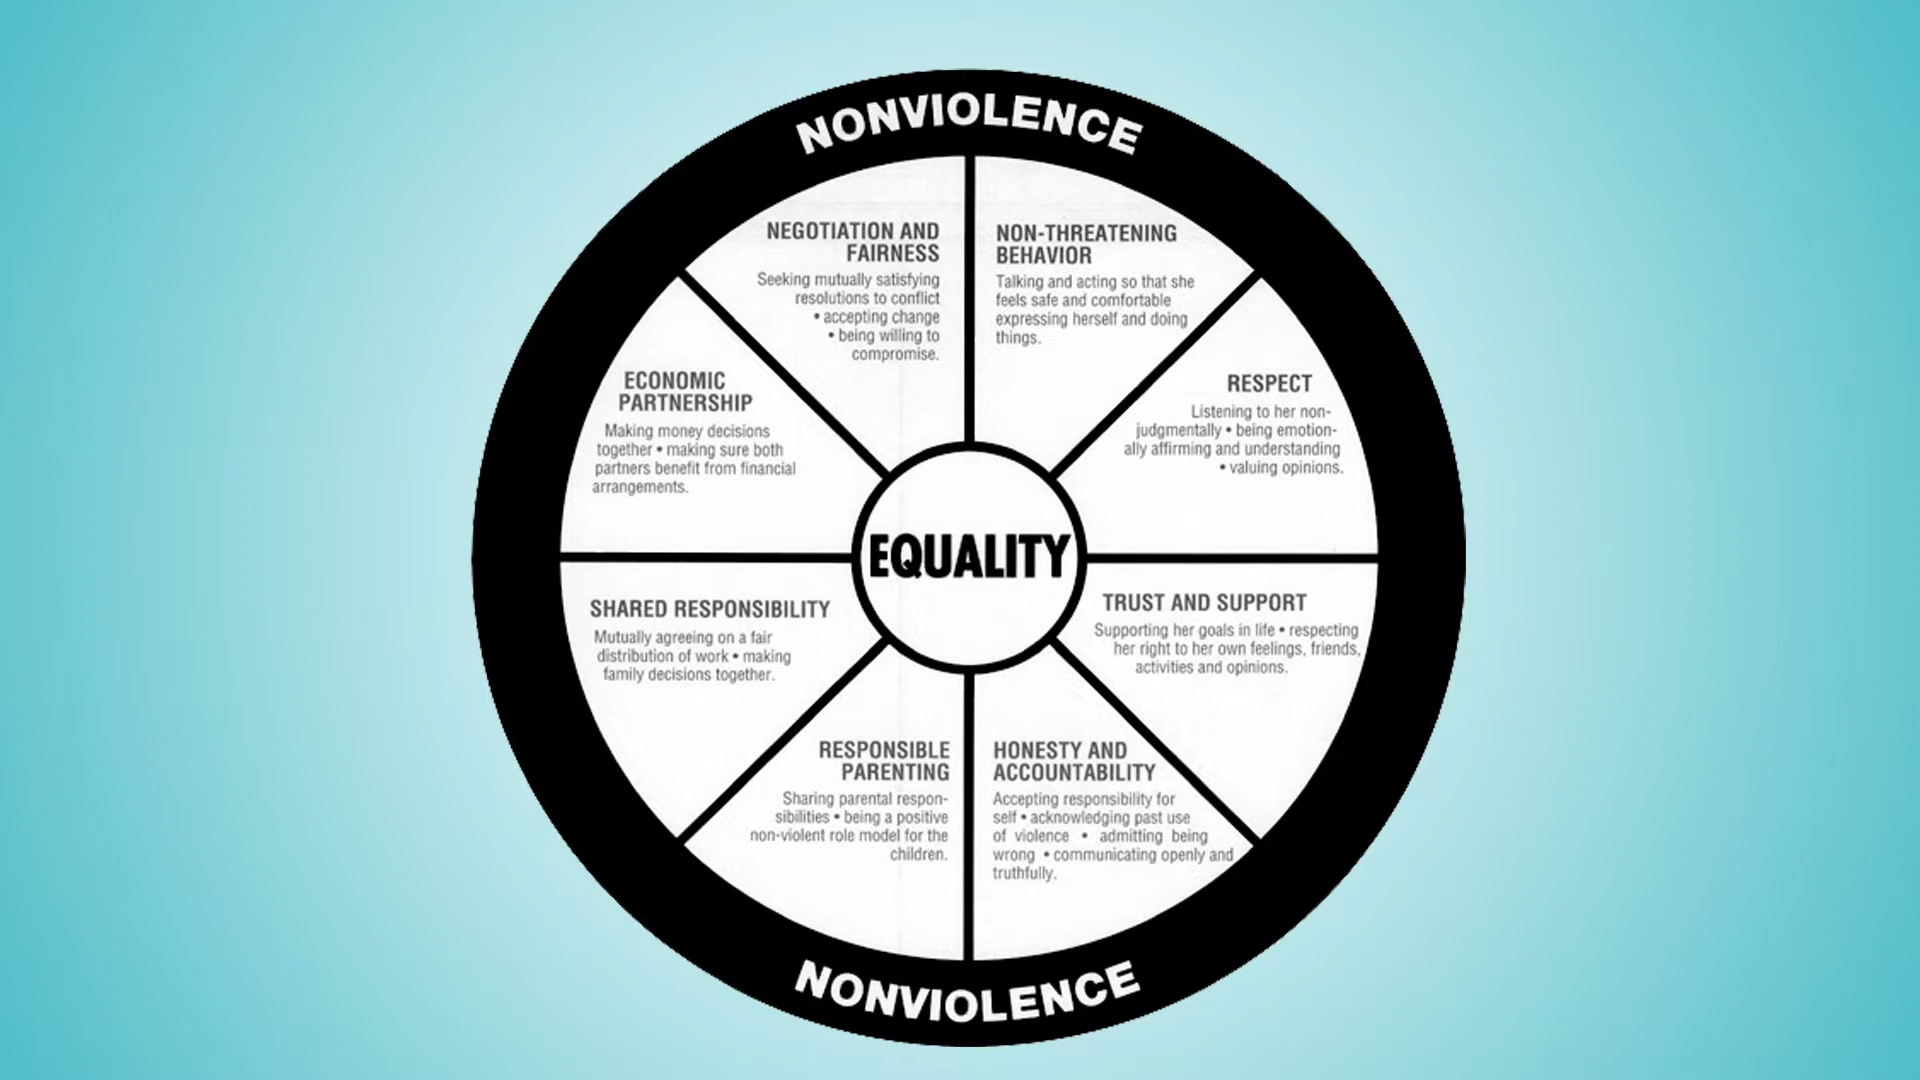 NONVIOLENCE
NEGOTIATION AND
FAIRNESS
Seeking mutually satisfying
resolutions to conflict
• accepting change
• being willing to
compromise.
NON-THREATENING
BEHAVIOR
Talking and acting so that she
feels safe and comfortable
expressing herself and doing
things.
RESPECT
Listening to her non-
judgmentally • being emotion-
ally affirming and understanding
• valuing opinions.
TRUST AND SUPPORT
Supporting her goals in life • respecting
her right to her own feelings, friends,
activities and opinions.
HONESTY AND
ACCOUNTABILITY
Accepting responsibility for
self • acknowledging past use
of violence • admitting being
wrong • communicating openly and
truthfully.
RESPONSIBLE
PARENTING
Sharing parental respon-
sibilities • being a positive
non-violent role model for the
children.
SHARED RESPONSIBILITY
Mutually agreeing on a fair
distribution of work • making
family decisions together.
ECONOMIC
PARTNERSHIP
Making money decisions
together • making sure both
partners benefit from financial
arrangements.
EQUALITY
NONVIOLENCE